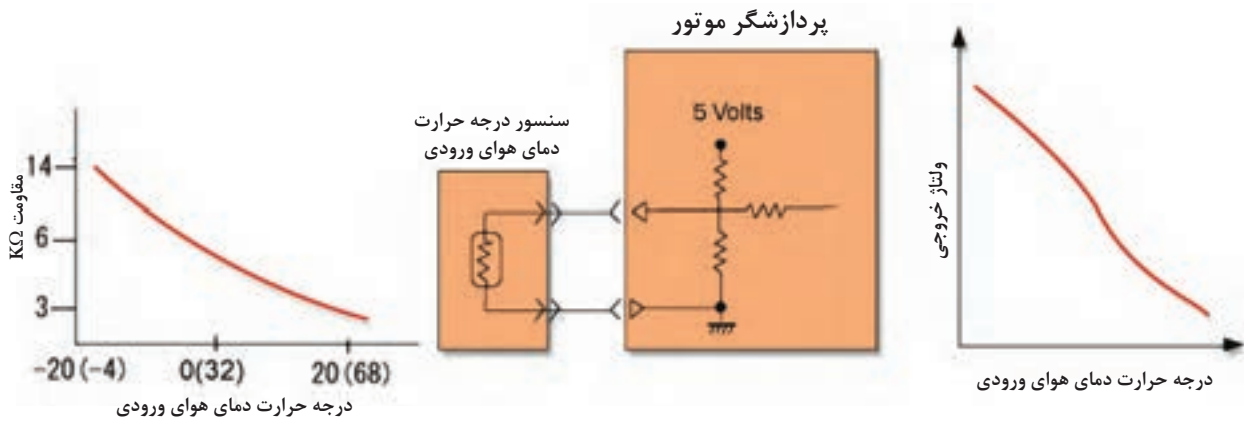 پردازشگر موتور
5 Volts
سنسور درجه حرارت
دمای هوای ورودی
مقاومت KΩ
14
6
3
-20(-4)
0(32)
20(68)
درجه حرارت دمای هوای ورودی
ولتاژ خروجی
درجه حرارت دمای هوای ورودی